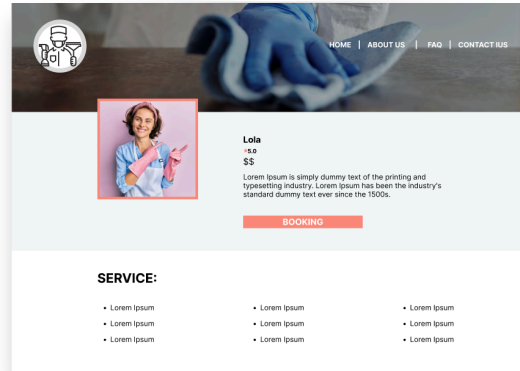 HOME | ABOUT US | FAQ | CONTACT IUS
Lola
5.0
$$
Lorem Ipsum is simply dummy text of the printing and
typesetting industry. Lorem Ipsum has been the industry's
standard dummy text ever since the 1500s.
BOOKING
SERVICE:
• Lorem Ipsum
• Lorem Ipsum
• Lorem Ipsum
• Lorem Ipsum
• Lorem Ipsum
• Lorem Ipsum
• Lorem Ipsum
• Lorem Ipsum
• Lorem Ipsum